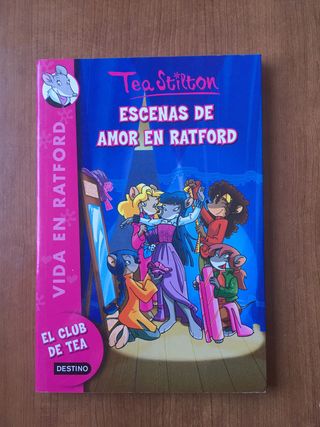 Tea Stilton
ESCENAS DE
AMOR EN RATFORD
VIDA EN RATFORD
EL CLUB
DE TEA
DESTINO